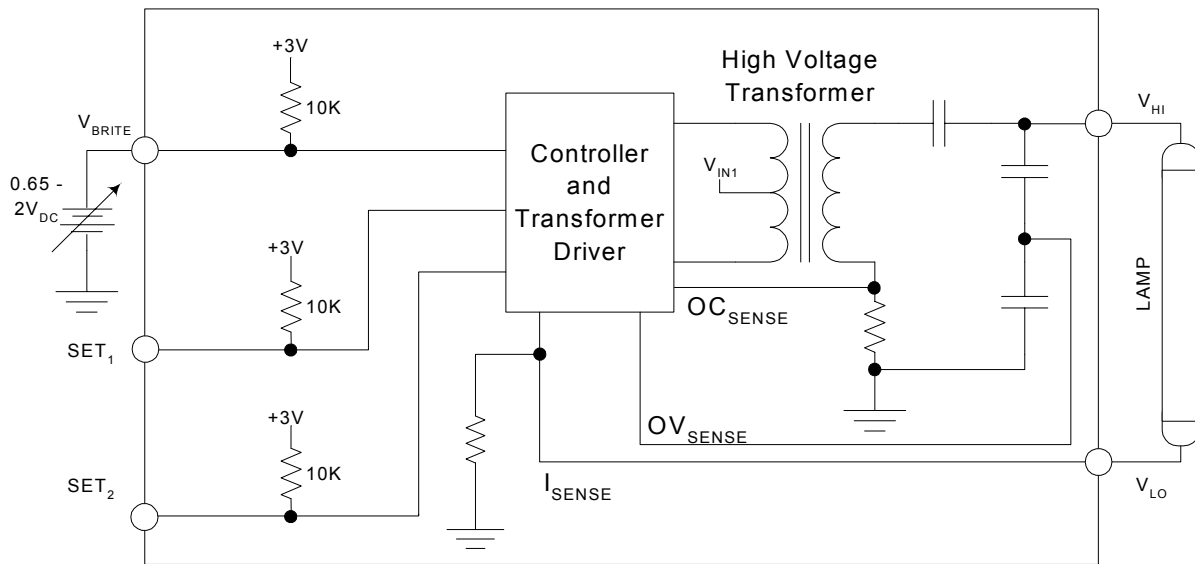 +3V
10K
V_BRITE
0.65 -
2V_DC
+3V
10K
SET_1
+3V
10K
SET_2
Controller
and
Transformer
Driver
High Voltage
Transformer
V_IN1
OC_SENSE
OV_SENSE
I_SENSE
V_HI
LAMP
V_LO